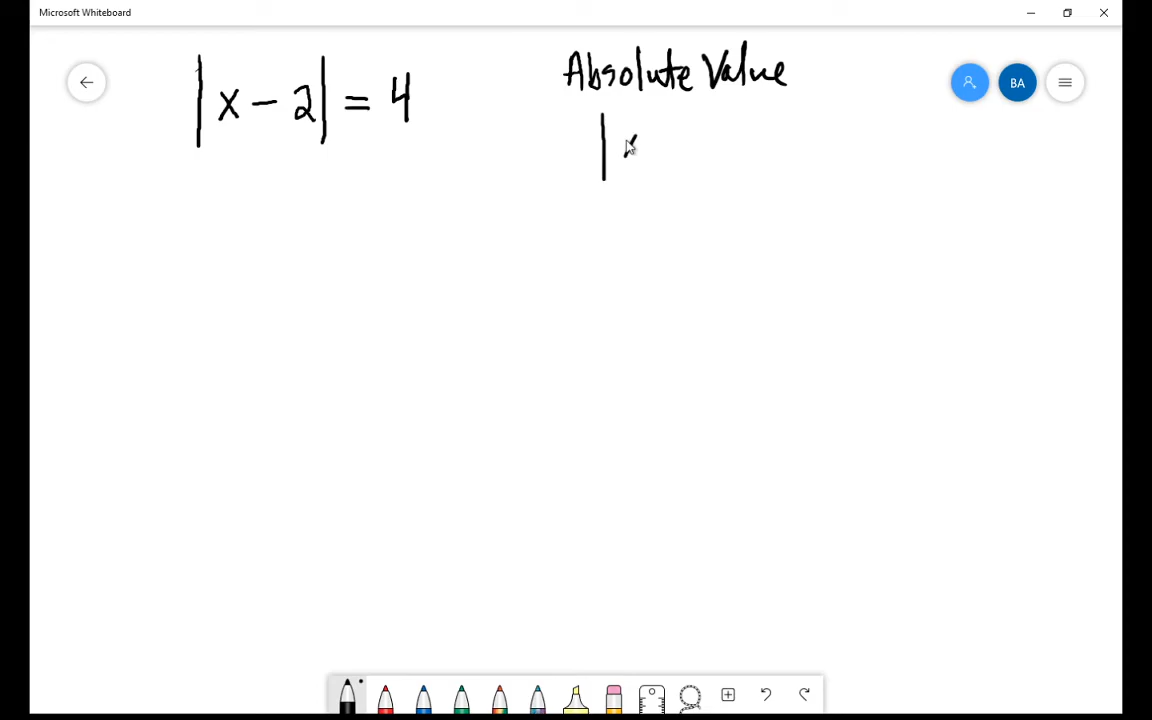 Microsoft Whiteboard
|x - 2| = 4
Absolute Value
BA
|